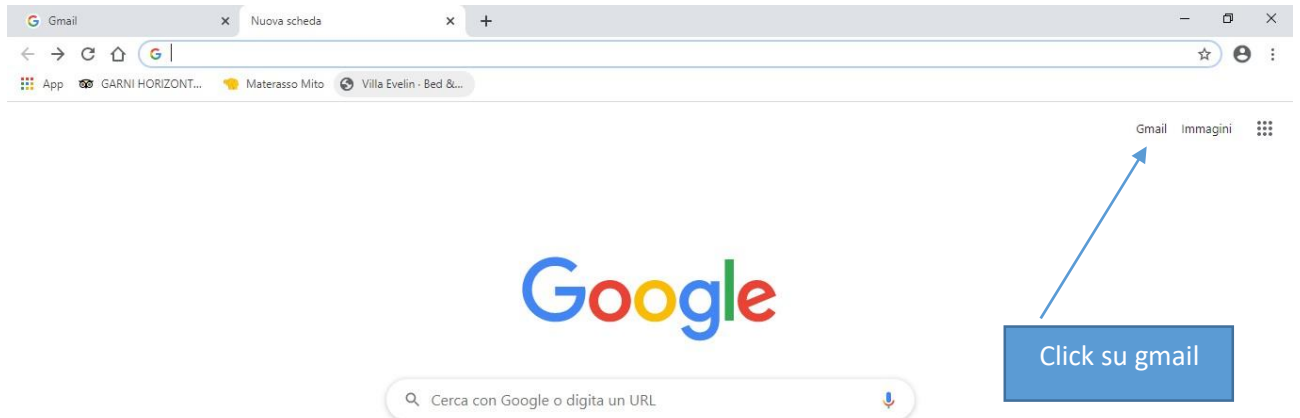 Gmail Nuova scheda
App GARNI HORIZONT... Materasso Mito Villa Evelin - Bed &...
Gmail Immagini
Google
Click su gmail
Cerca con Google o digita un URL